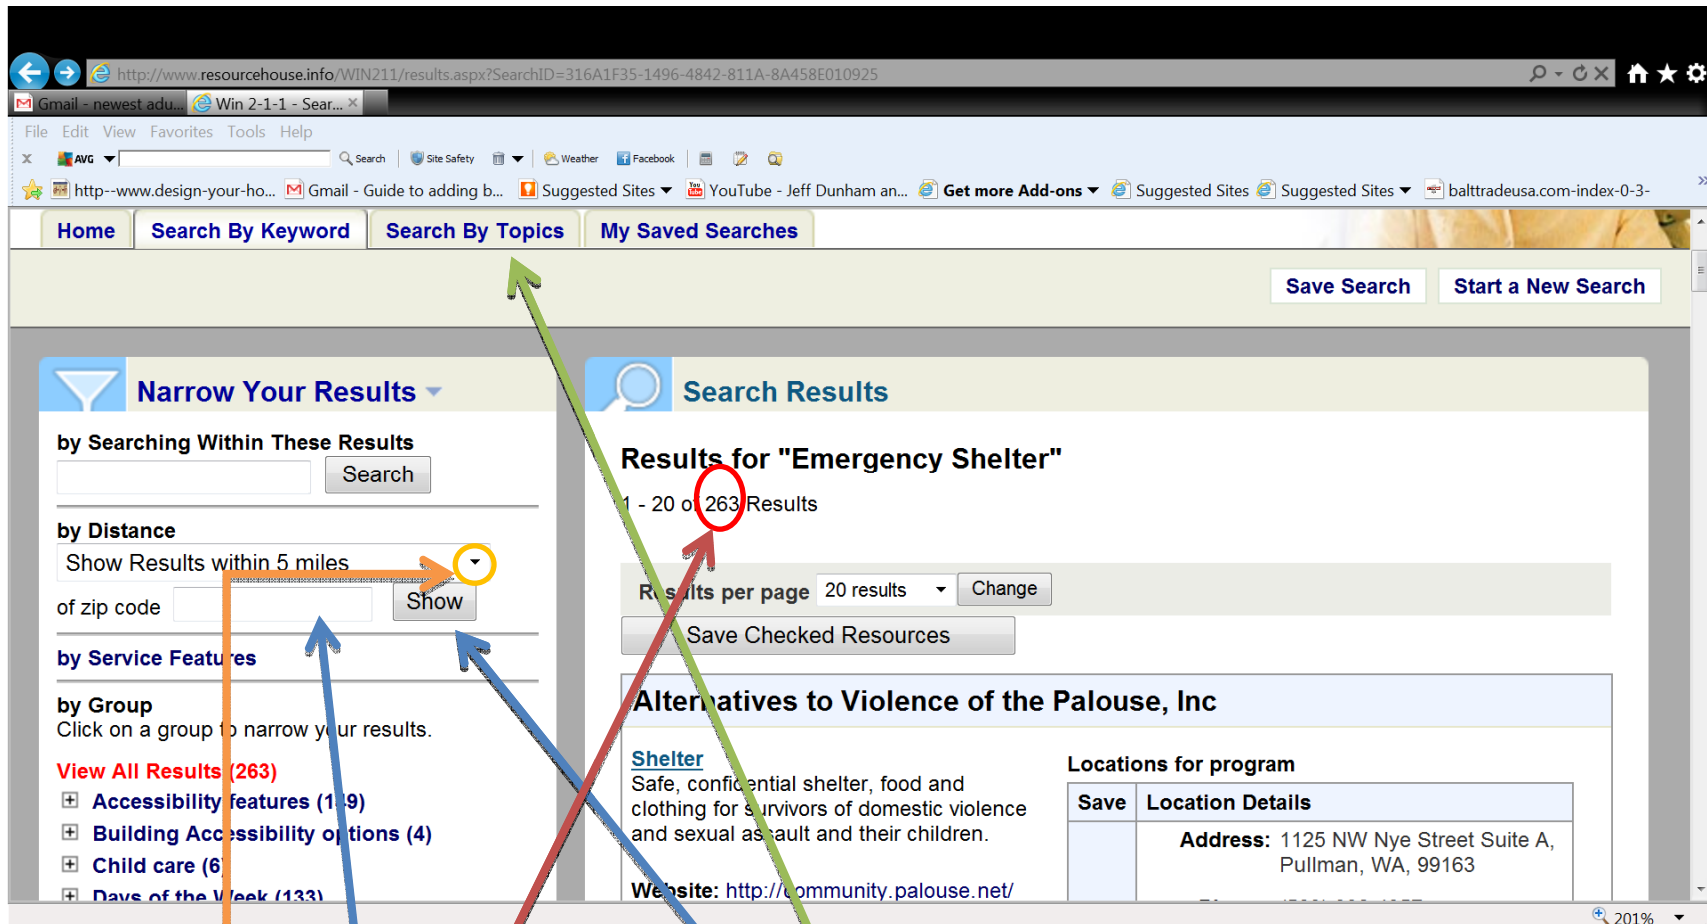 http://www.resourcehouse.info/WIN211/results.aspx?SearchID=316A1F35-1496-4842-811A-8A458E010925
Gmail - newest adu... Win 2-1-1 - Sear... ×
File Edit View Favorites Tools Help
x AVG Search Site Safety Weather Facebook
http--www.design-your-ho... Gmail - Guide to adding b... Suggested Sites YouTube - Jeff Dunham an... Get more Add-ons Suggested Sites Suggested Sites balttradeusa.com-index-0-3- »
Home Search By Keyword Search By Topics My Saved Searches
Save Search Start a New Search
Narrow Your Results
by Searching Within These Results
Search
by Distance
Show Results within 5 miles
of zip code Show
by Service Features
by Group
Click on a group to narrow your results.
View All Results (263)
Accessibility features (149)
Building Accessibility options (4)
Child care (6)
Days of the Week (133)
Search Results
Results for "Emergency Shelter"
1 - 20 of 263 Results
Results per page 20 results Change
Save Checked Resources
Alternatives to Violence of the Palouse, Inc
Shelter
Safe, confidential shelter, food and
clothing for survivors of domestic violence
and sexual assault and their children.
Website: http://community.palouse.net/
Locations for program
Save Location Details
Address: 1125 NW Nye Street Suite A,
Pullman, WA, 99163
201%